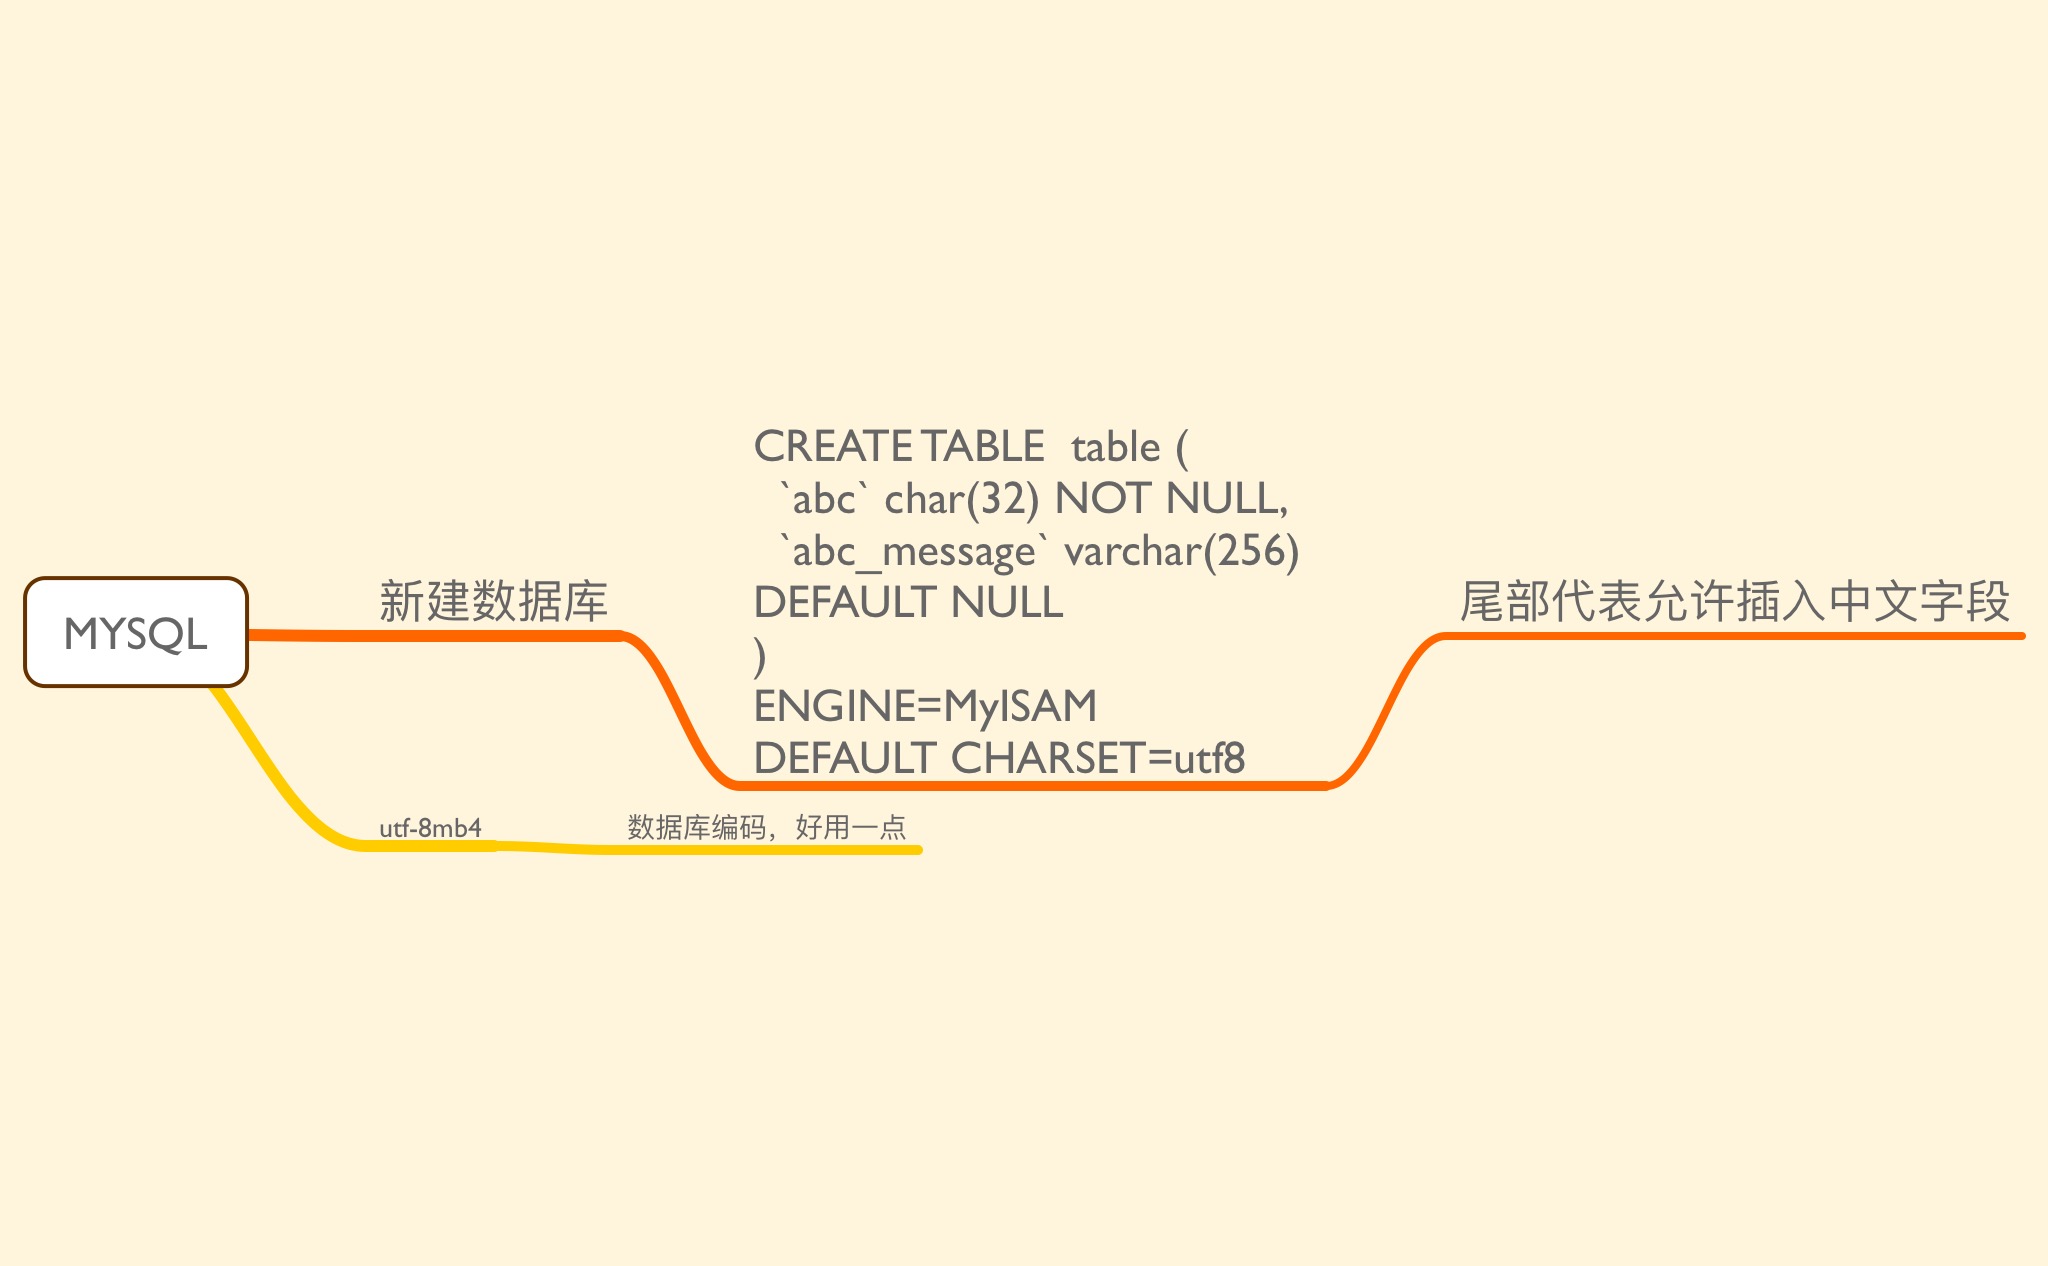 MYSQL
新建数据库
CREATE TABLE  table (
  `abc` char(32) NOT NULL,
  `abc_message` varchar(256)
DEFAULT NULL
)
ENGINE=MyISAM
DEFAULT CHARSET=utf8
尾部代表允许插入中文字段
utf-8mb4
数据库编码，好用一点